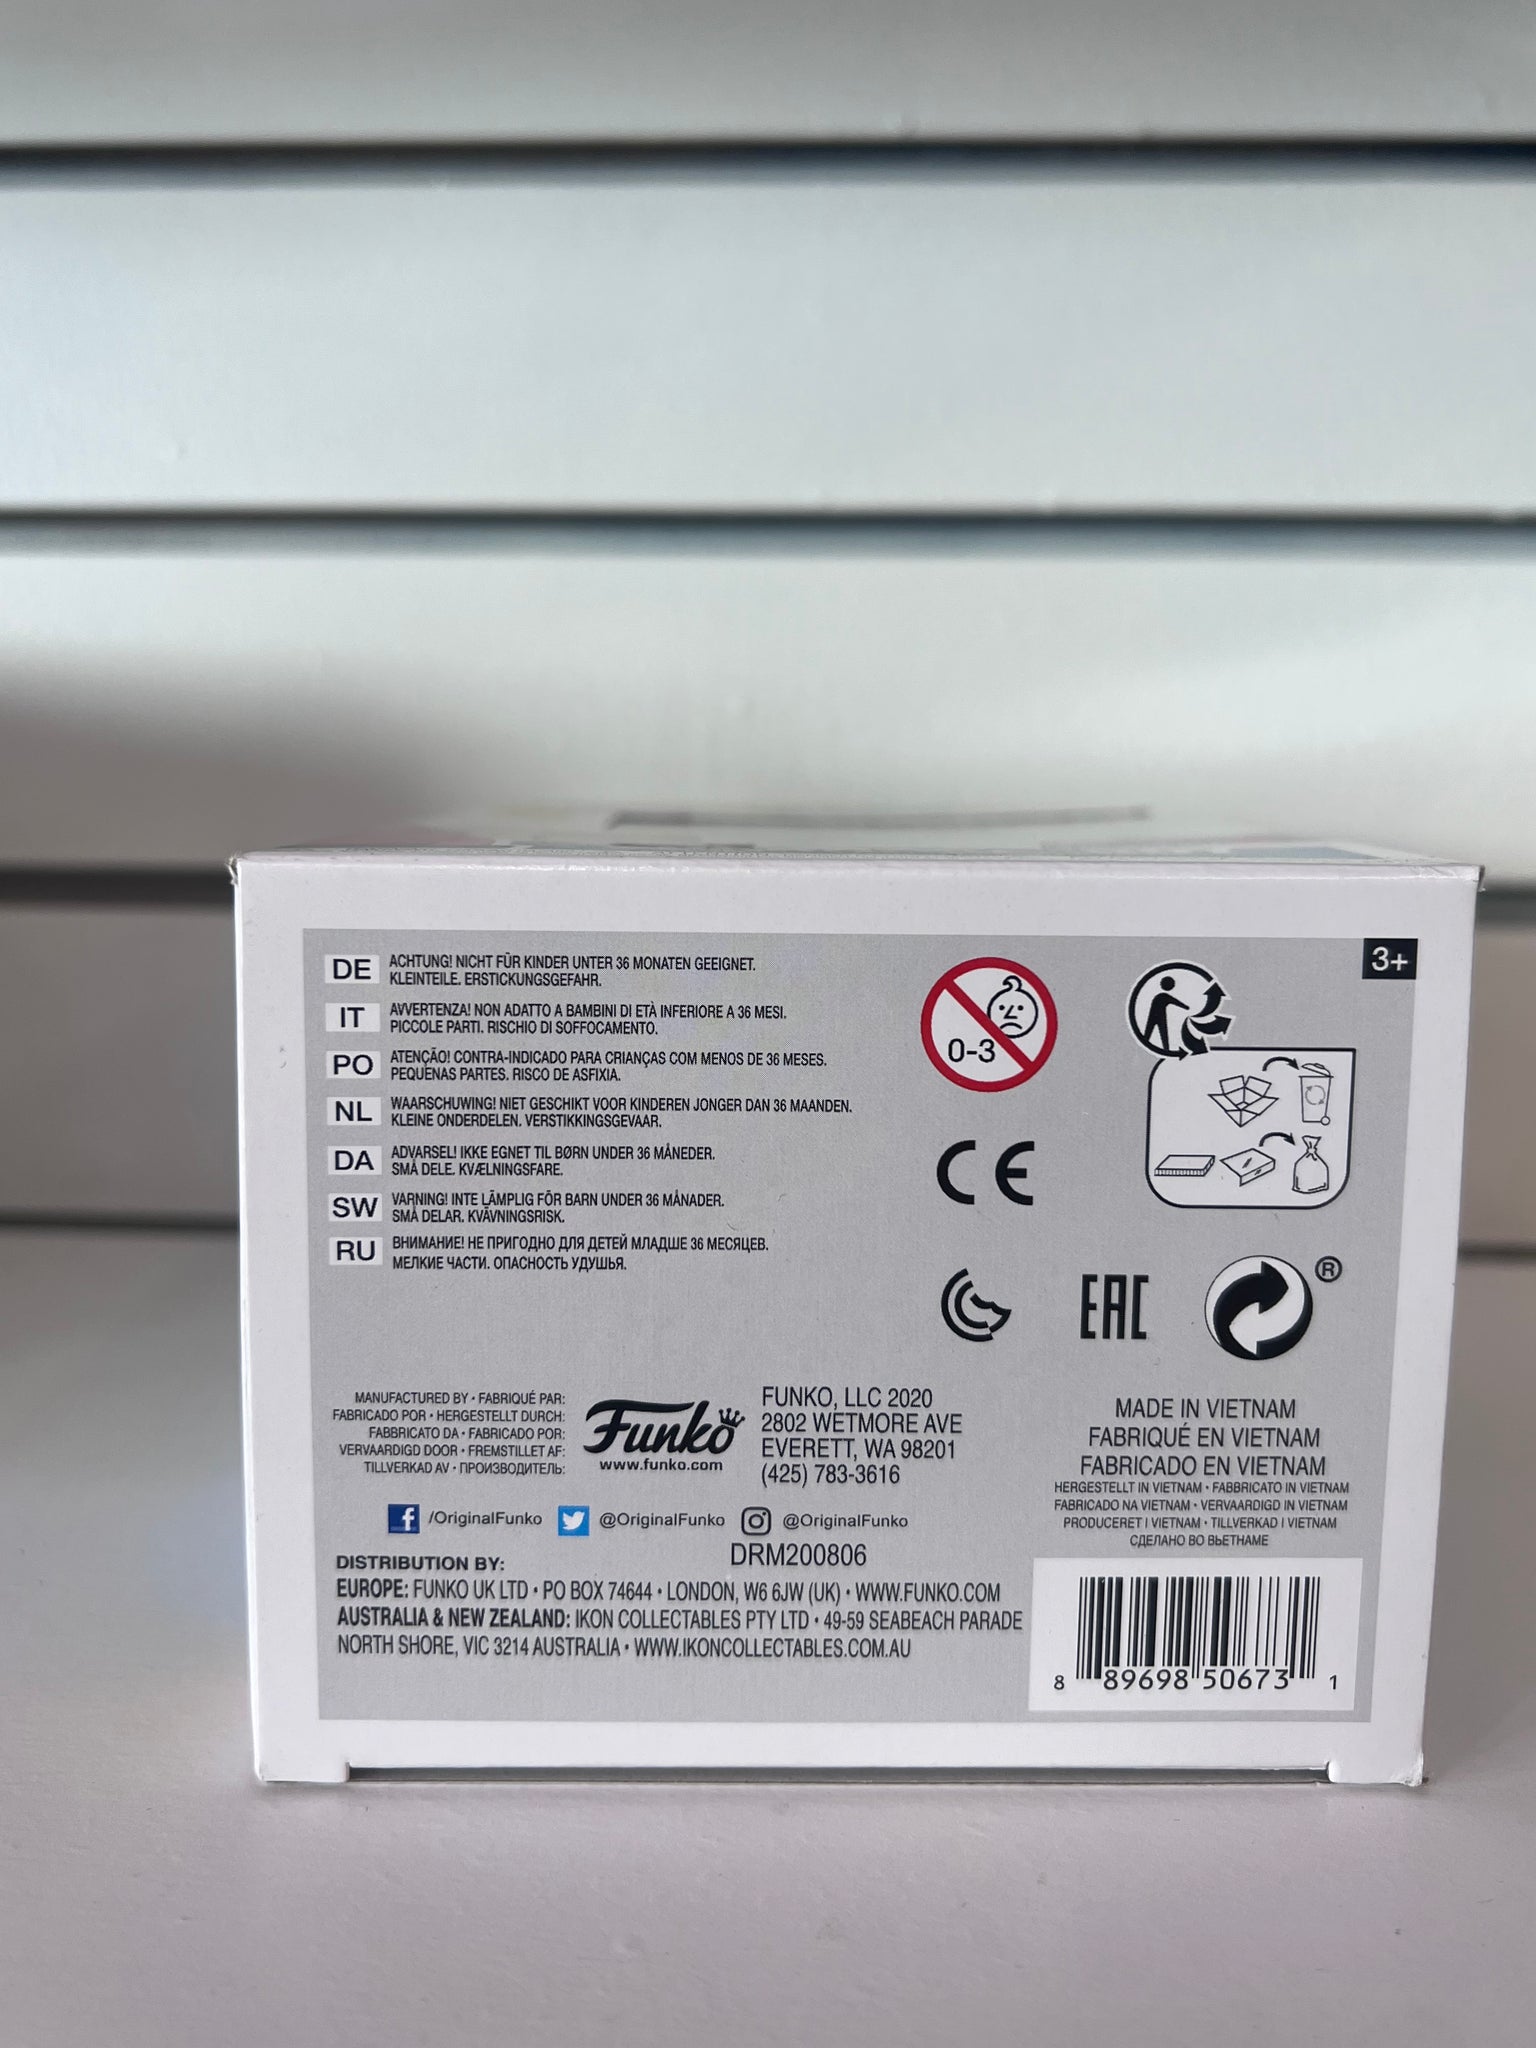 DE ACHTUNG! NICHT FÜR KINDER UNTER 36 MONATEN GEEIGNET.
KLEINTEILE. ERSTICKUNGSGEFAHR.
IT AVVERTENZA! NON ADATTO A BAMBINI DI ETÀ INFERIORE A 36 MESI.
PICCOLE PARTI. RISCHIO DI SOFFOCAMENTO.
PO ATENÇÃO! CONTRA-INDICADO PARA CRIANÇAS COM MENOS DE 36 MESES.
PEQUENAS PARTES. RISCO DE ASFIXIA.
NL WAARSCHUWING! NIET GESCHIKT VOOR KINDEREN JONGER DAN 36 MAANDEN.
KLEINE ONDERDELEN. VERSTIKKINGSGEVAAR.
DA ADVARSEL! IKKE EGNET TIL BØRN UNDER 36 MÅNEDER.
SMÅ DELE. KVÆLNINGSFARE.
SW VARNING! INTE LÄMPLIG FÖR BARN UNDER 36 MÅNADER.
SMÅ DELAR. KVÄVNINGSRISK.
RU ВНИМАНИЕ! НЕ ПРИГОДНО ДЛЯ ДЕТЕЙ МЛАДШЕ 36 МЕСЯЦЕВ.
МЕЛКИЕ ЧАСТИ. ОПАСНОСТЬ УДУШЬЯ.
0-3
3+
CE
EAC
®
MANUFACTURED BY • FABRIQUÉ PAR:
FABRICADO POR • HERGESTELLT DURCH:
FABBRICATO DA • FABRICADO POR:
VERVAARDIGD DOOR • FREMSTILLET AF:
TILLVERKAD AV • ПРОИЗВОДИТЕЛЬ:
Funko
www.funko.com
FUNKO, LLC 2020
2802 WETMORE AVE
EVERETT, WA 98201
(425) 783-3616
/OriginalFunko @OriginalFunko @OriginalFunko
DRM200806
DISTRIBUTION BY:
EUROPE: FUNKO UK LTD • PO BOX 74644 • LONDON, W6 6JW (UK) • WWW.FUNKO.COM
AUSTRALIA & NEW ZEALAND: IKON COLLECTABLES PTY LTD • 49-59 SEABEACH PARADE
NORTH SHORE, VIC 3214 AUSTRALIA • WWW.IKONCOLLECTABLES.COM.AU
MADE IN VIETNAM
FABRIQUÉ EN VIETNAM
FABRICADO EN VIETNAM
HERGESTELLT IN VIETNAM • FABBRICATO IN VIETNAM
FABRICADO NA VIETNAM • VERVAARDIGD IN VIETNAM
PRODUCERET I VIETNAM • TILLVERKAD I VIETNAM
СДЕЛАНО ВО ВЬЕТНАМЕ
8 89698 50673 1